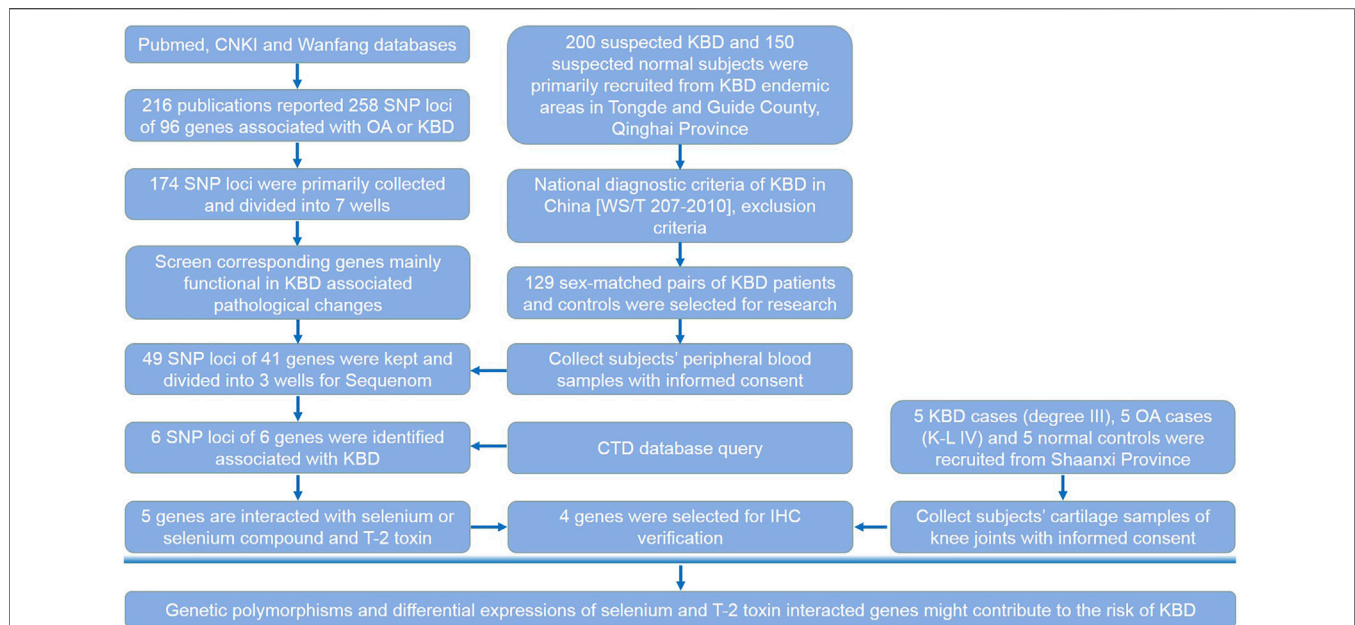 Pubmed, CNKI and Wanfang databases
216 publications reported 258 SNP loci
of 96 genes associated with OA or KBD
174 SNP loci were primarily collected
and divided into 7 wells
Screen corresponding genes mainly
functional in KBD associated
pathological changes
49 SNP loci of 41 genes were kept and
divided into 3 wells for Sequenom
6 SNP loci of 6 genes were identified
associated with KBD
5 genes are interacted with selenium or
selenium compound and T-2 toxin
200 suspected KBD and 150
suspected normal subjects were
primarily recruited from KBD endemic
areas in Tongde and Guide County,
Qinghai Province
National diagnostic criteria of KBD in
China [WS/T 207-2010], exclusion
criteria
129 sex-matched pairs of KBD patients
and controls were selected for research
Collect subjects' peripheral blood
samples with informed consent
CTD database query
4 genes were selected for IHC
verification
5 KBD cases (degree III), 5 OA cases
(K-L IV) and 5 normal controls were
recruited from Shaanxi Province
Collect subjects' cartilage samples of
knee joints with informed consent
Genetic polymorphisms and differential expressions of selenium and T-2 toxin interacted genes might contribute to the risk of KBD